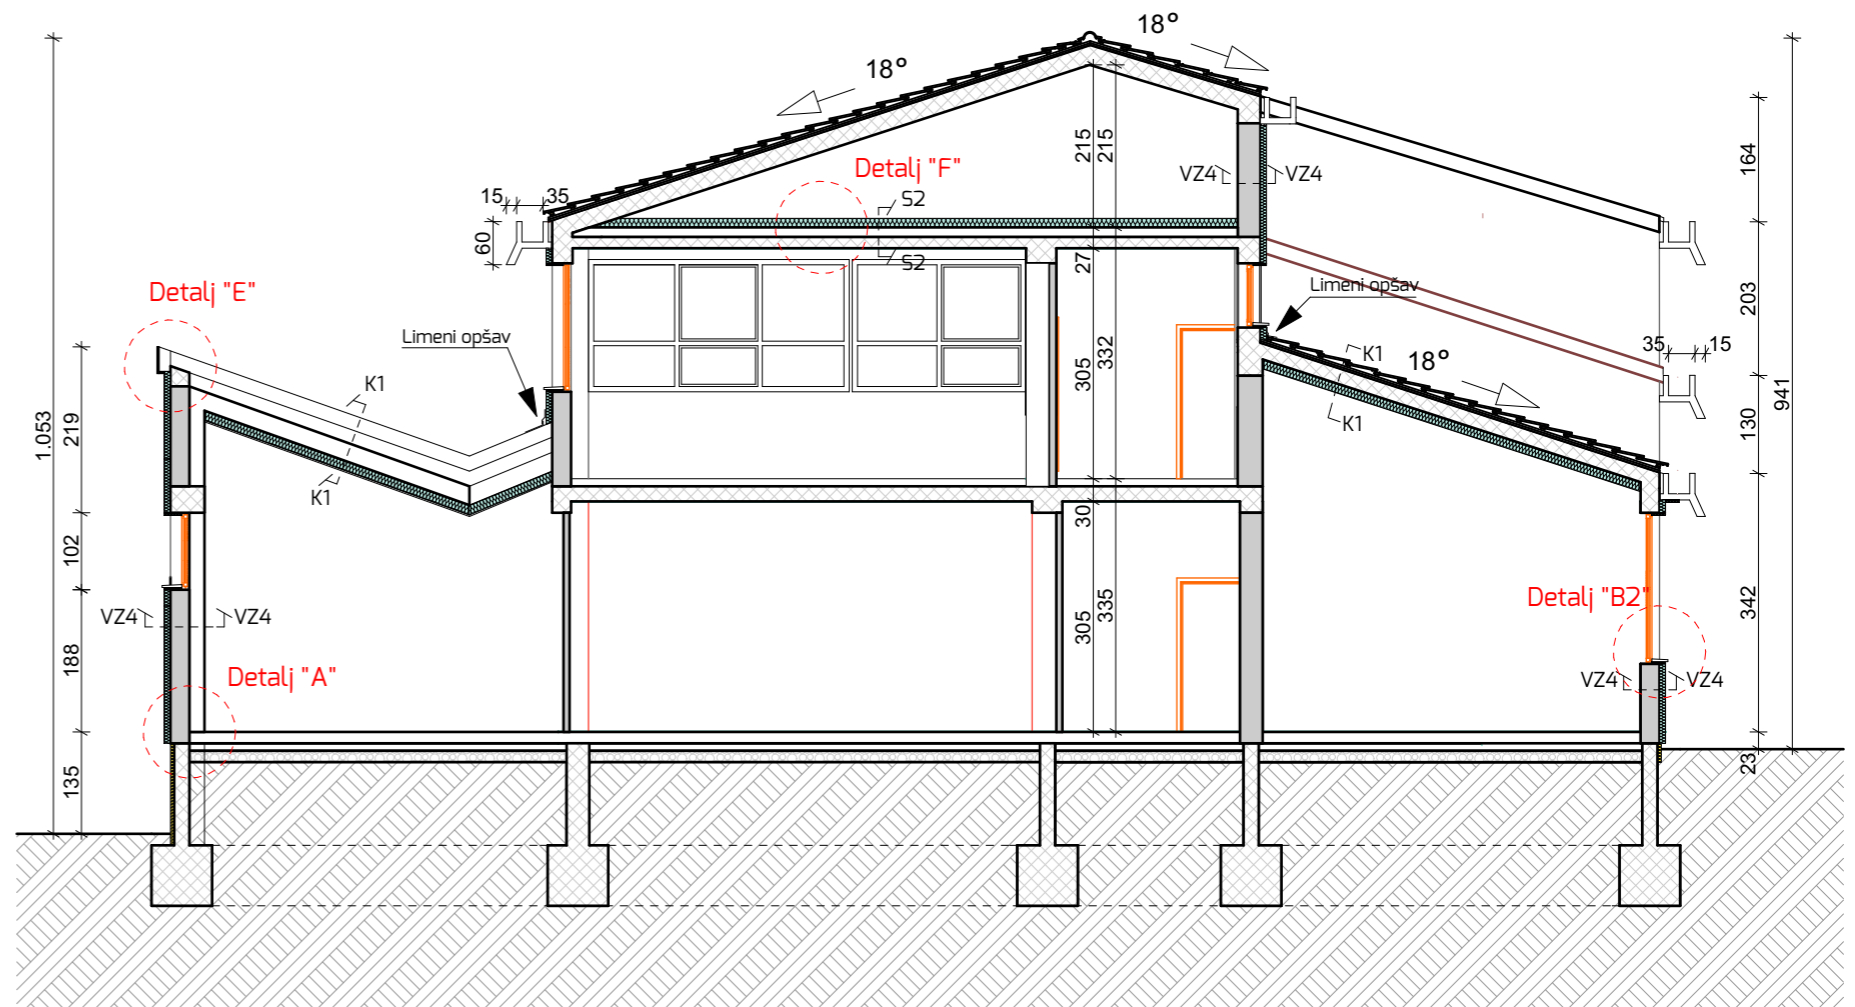 18°
18°
Detalj "F"
S2
S2
15
35
60
215
215
VZ4
VZ4
164
Detalj "E"
Limeni opšav
Limeni opšav
27
203
K1
K1
305
332
K1
K1
18°
35
15
130
941
1.053
219
102
188
135
VZ4
VZ4
Detalj "A"
30
305
335
Detalj "B2"
VZ4
VZ4
342
23